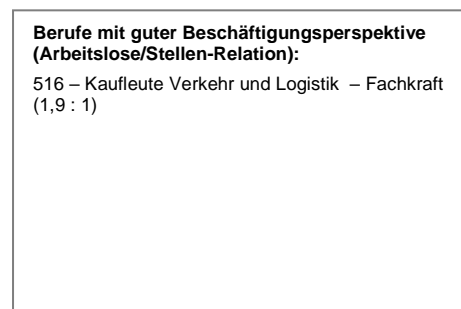 Berufe mit guter Beschäftigungsperspektive
(Arbeitslose/Stellen-Relation):
516 – Kaufleute Verkehr und Logistik – Fachkraft
(1,9 : 1)